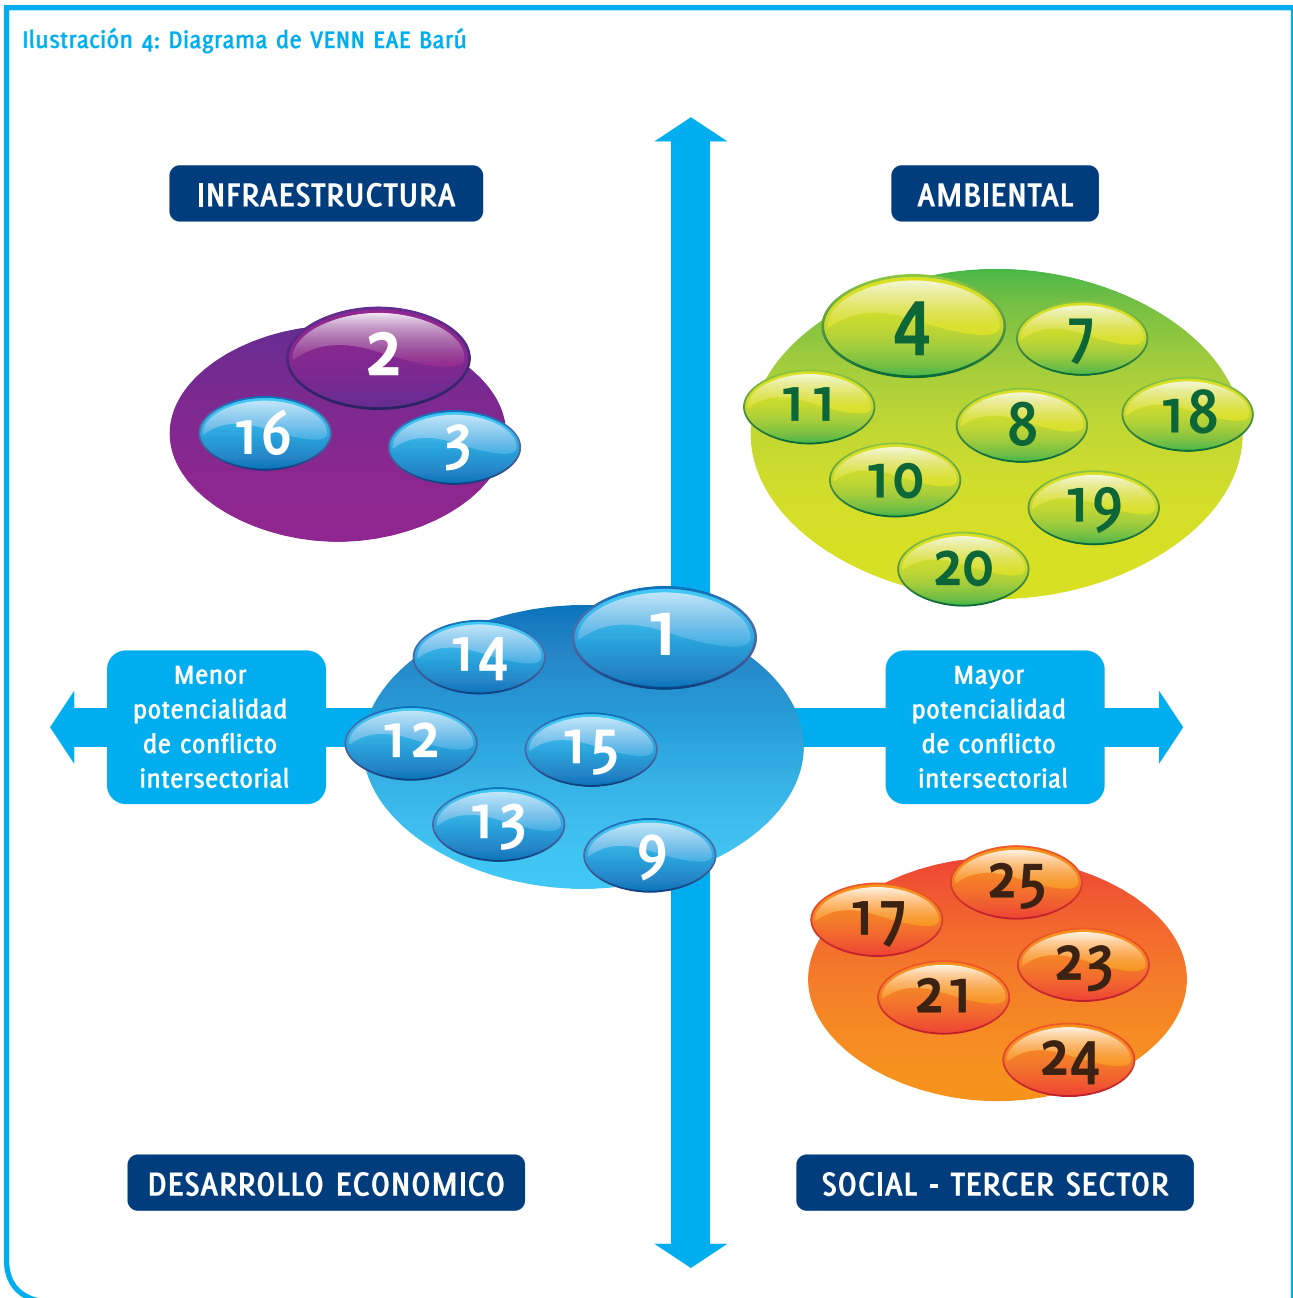 Ilustración 4: Diagrama de VENN EAE Barú
INFRAESTRUCTURA
AMBIENTAL
2
16
3
4
7
11
8
18
10
19
20
1
14
12
15
13
9
Menor
potencialidad
de conflicto
intersectorial
Mayor
potencialidad
de conflicto
intersectorial
25
17
23
21
24
DESARROLLO ECONOMICO
SOCIAL - TERCER SECTOR